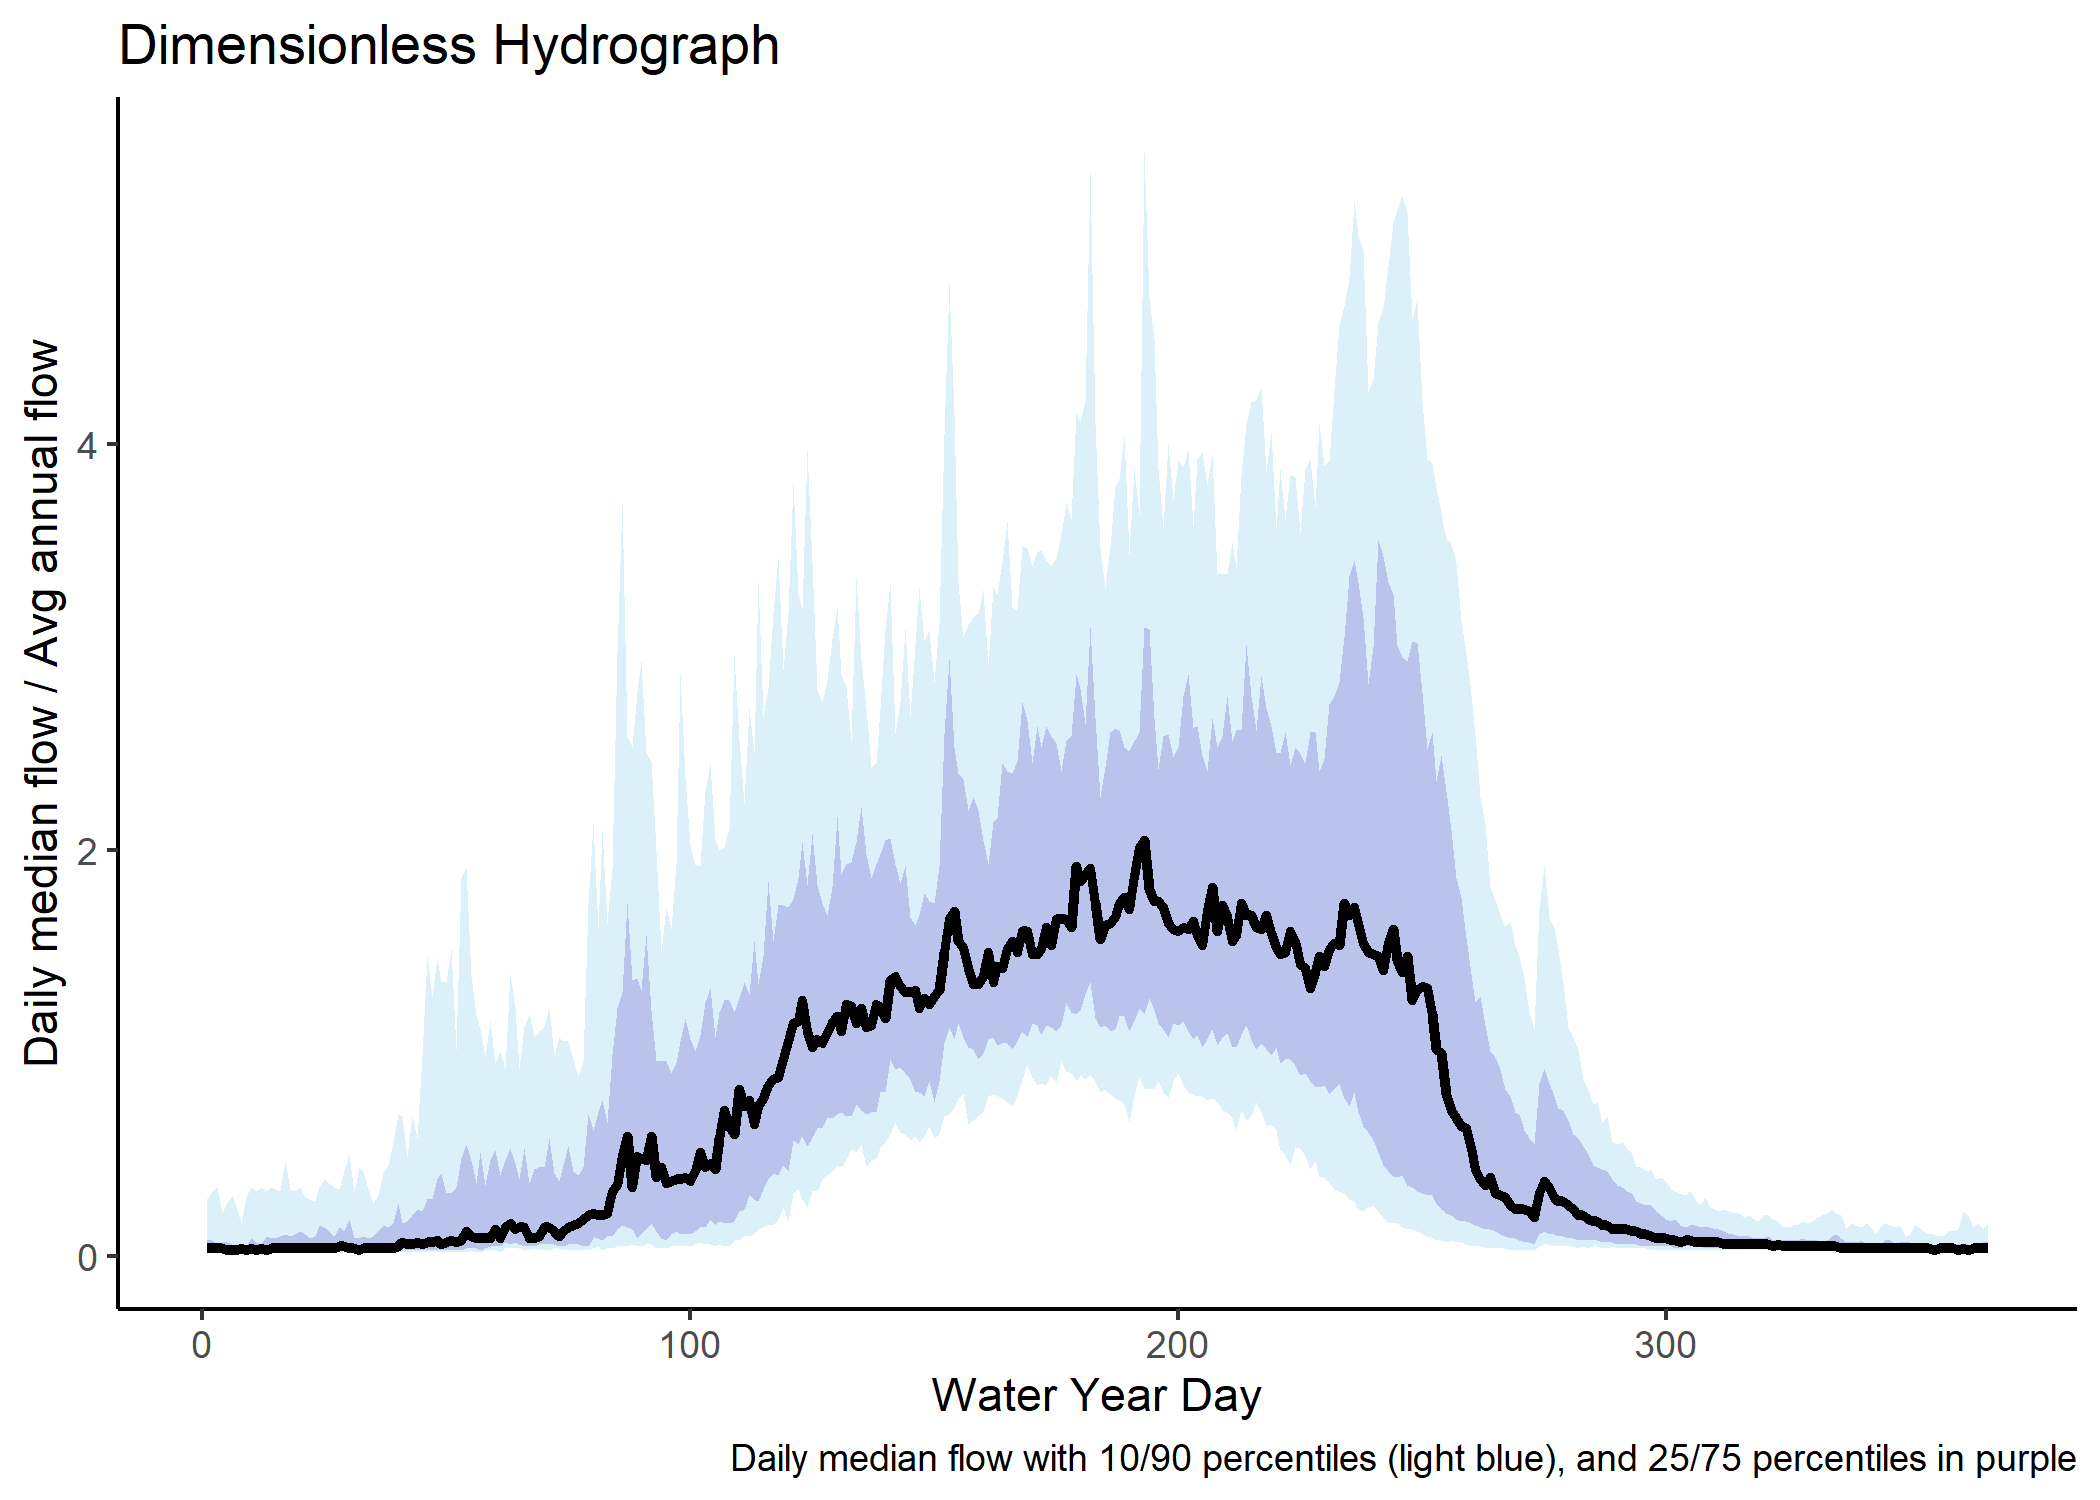 Dimensionless Hydrograph
Daily median flow / Avg annual flow
4
2
0
0 100 200 300
Water Year Day
Daily median flow with 10/90 percentiles (light blue), and 25/75 percentiles in purple